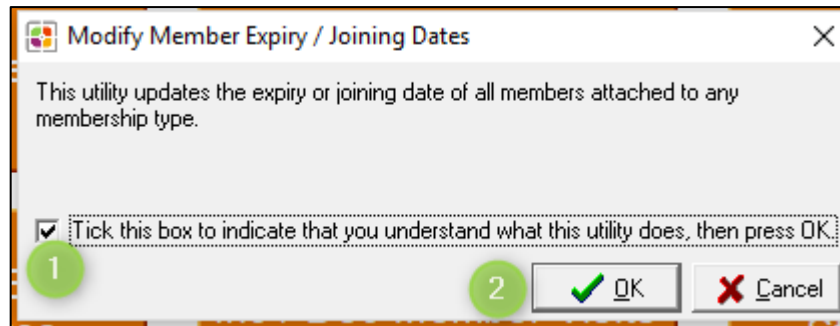 Modify Member Expiry / Joining Dates
This utility updates the expiry or joining date of all members attached to any
membership type.
Tick this box to indicate that you understand what this utility does, then press OK.
1
2 OK Cancel